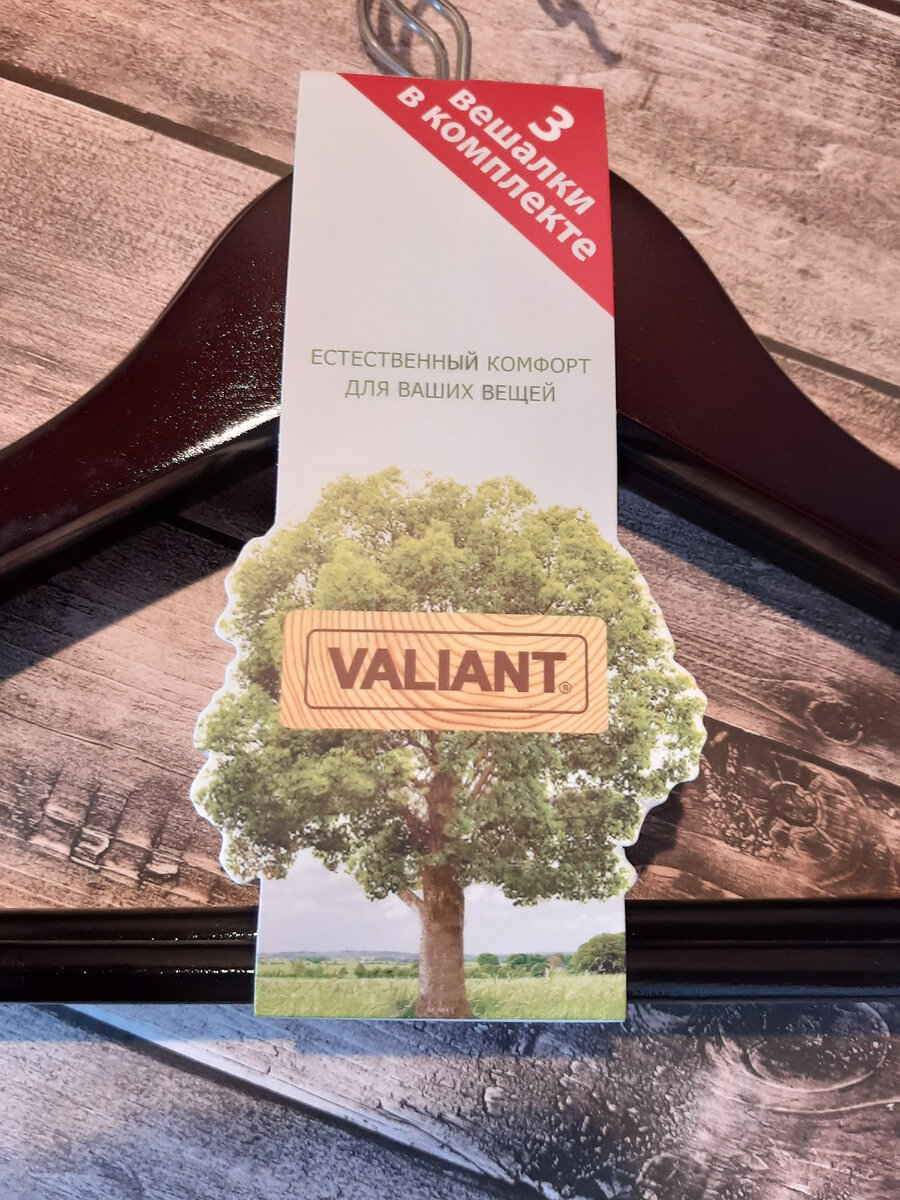 3
вешалки
в комплекте
ЕСТЕСТВЕННЫЙ КОМФОРТ
ДЛЯ ВАШИХ ВЕЩЕЙ
VALIANT®